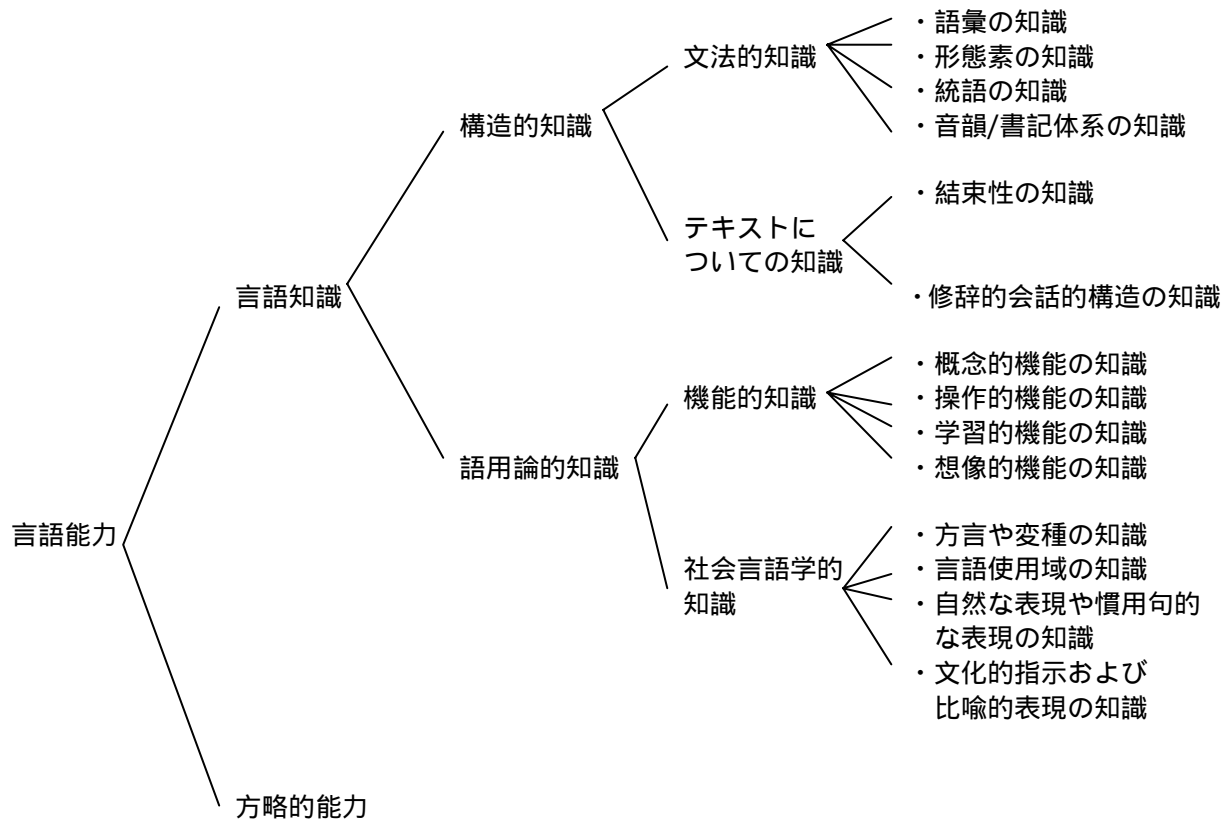 ・語彙の知識
文法的知識
・形態素の知識
・統語の知識
構造的知識
・音韻/書記体系の知識
・結束性の知識
テキストに
ついての知識
言語知識
・修辞的会話的構造の知識
・概念的機能の知識
機能的知識
・操作的機能の知識
・学習的機能の知識
語用論的知識
・想像的機能の知識
言語能力
・方言や変種の知識
社会言語学的
知識
・言語使用域の知識
・自然な表現や慣用句的
な表現の知識
・文化的指示および
比喩的表現の知識
方略的能力